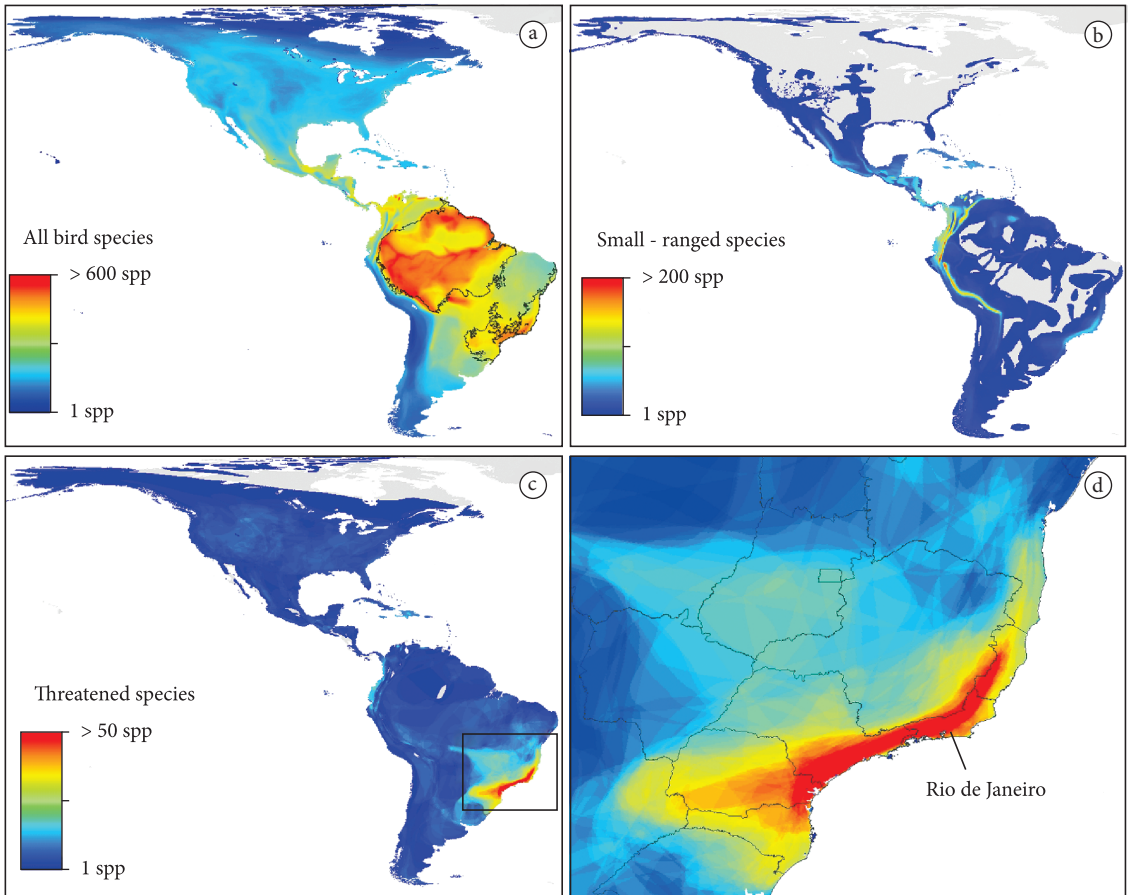 a
All bird species
> 600 spp
1 spp
b
Small - ranged species
> 200 spp
1 spp
c
Threatened species
> 50 spp
1 spp
d
Rio de Janeiro